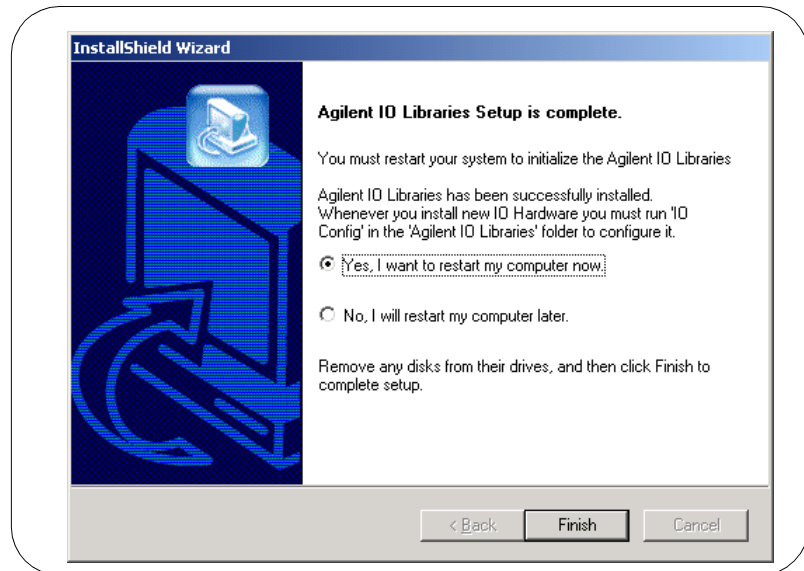 InstallShield Wizard
Agilent IO Libraries Setup is complete.
You must restart your system to initialize the Agilent IO Libraries
Agilent IO Libraries has been successfully installed.
Whenever you install new IO Hardware you must run 'IO
Config' in the 'Agilent IO Libraries' folder to configure it.
Yes, I want to restart my computer now.
No, I will restart my computer later.
Remove any disks from their drives, and then click Finish to
complete setup.
< Back Finish Cancel